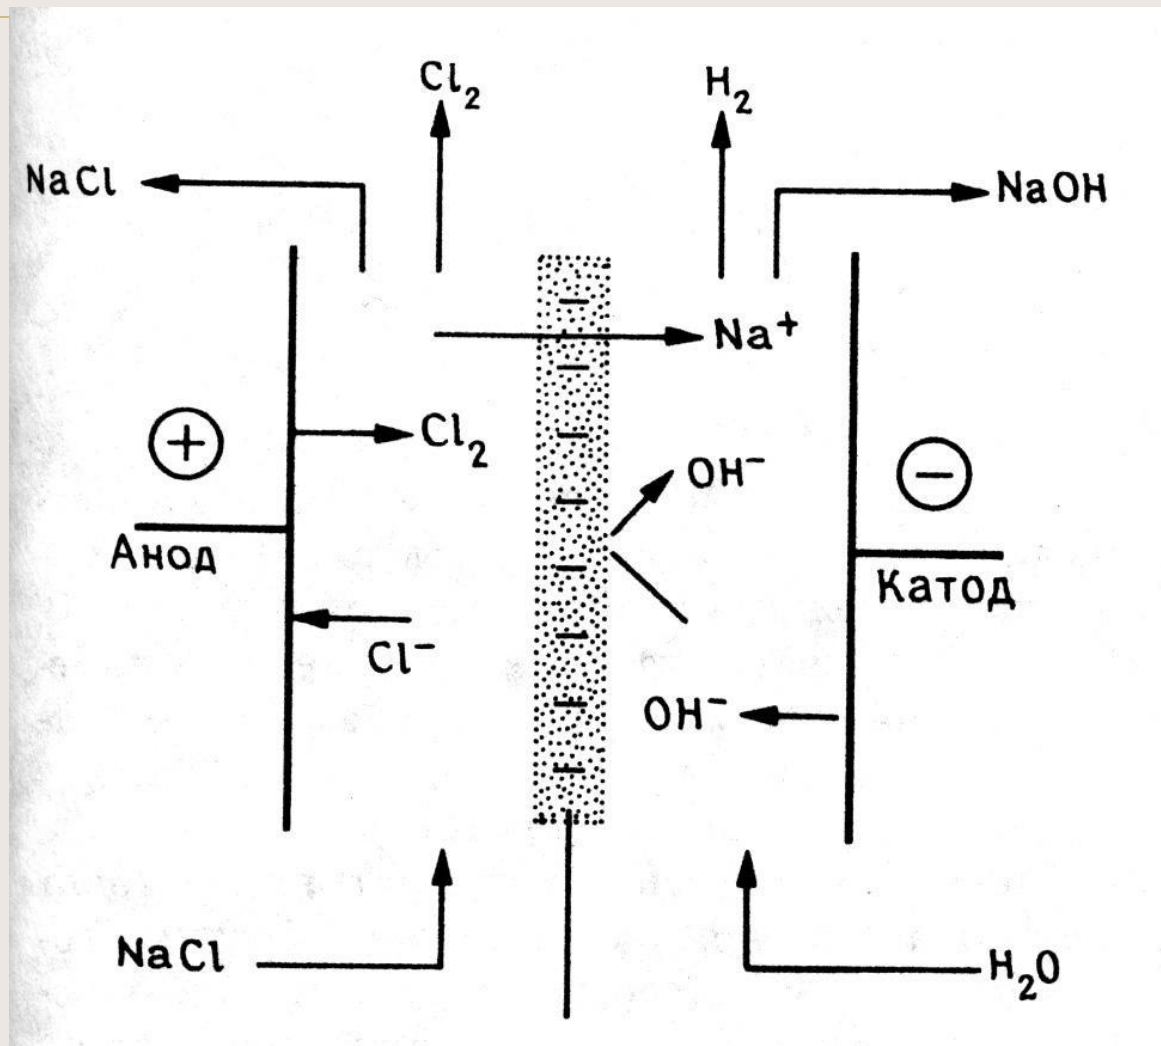 Cl₂
H₂
NaCl
NaOH
Na⁺
Cl₂
OH⁻
+
−
Анод
Катод
Cl⁻
OH⁻
NaCl
H₂O